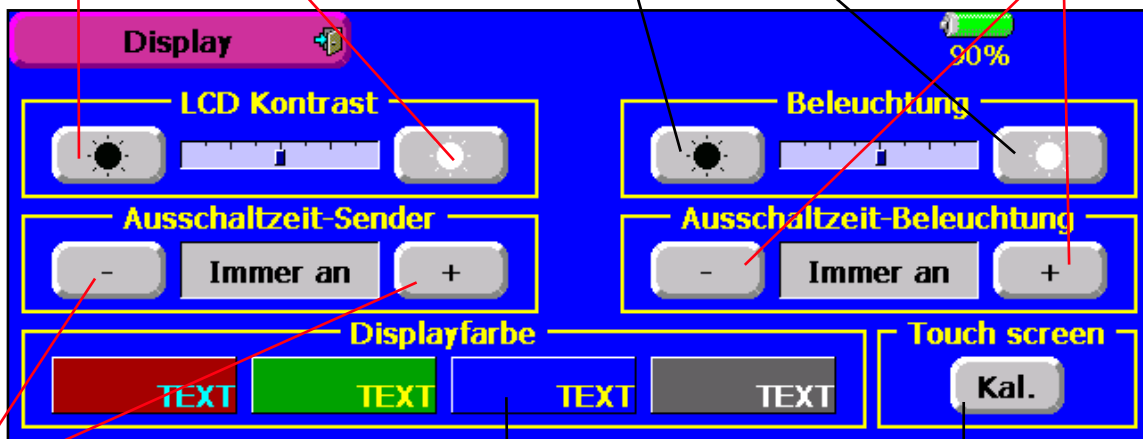 Display
90%
LCD Kontrast
Beleuchtung
Ausschaltzeit-Sender
Ausschaltzeit-Beleuchtung
- Immer an +
- Immer an +
Displayfarbe
Touch screen
TEXT TEXT TEXT TEXT
Kal.